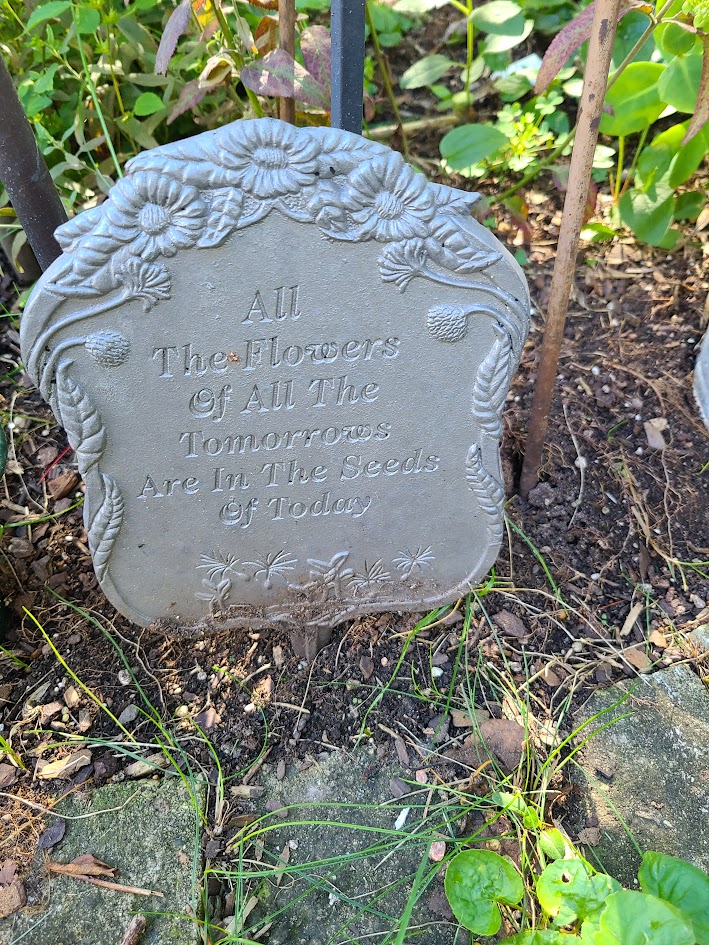 All
The Flowers
Of All The
Tomorrows
Are In The Seeds
Of Today